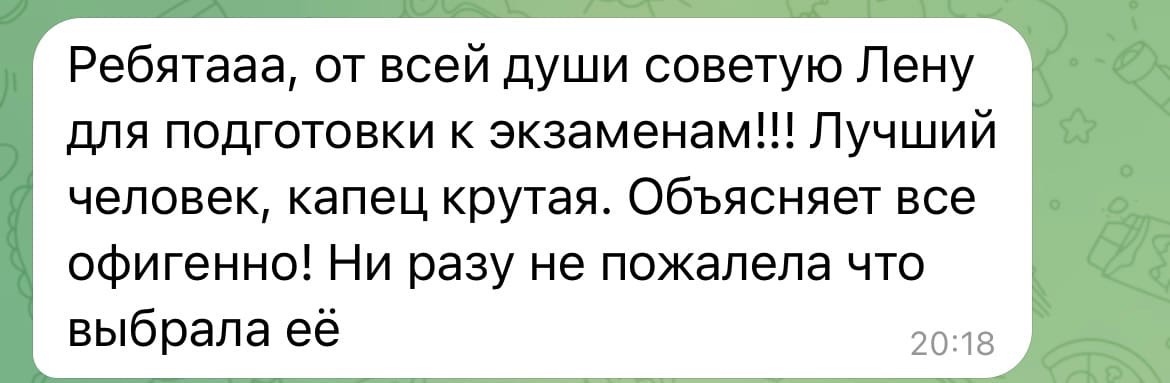 Ребятааа, от всей души советую Лену
для подготовки к экзаменам!!! Лучший
человек, капец крутая. Объясняет все
офигенно! Ни разу не пожалела что
выбрала её
20:18